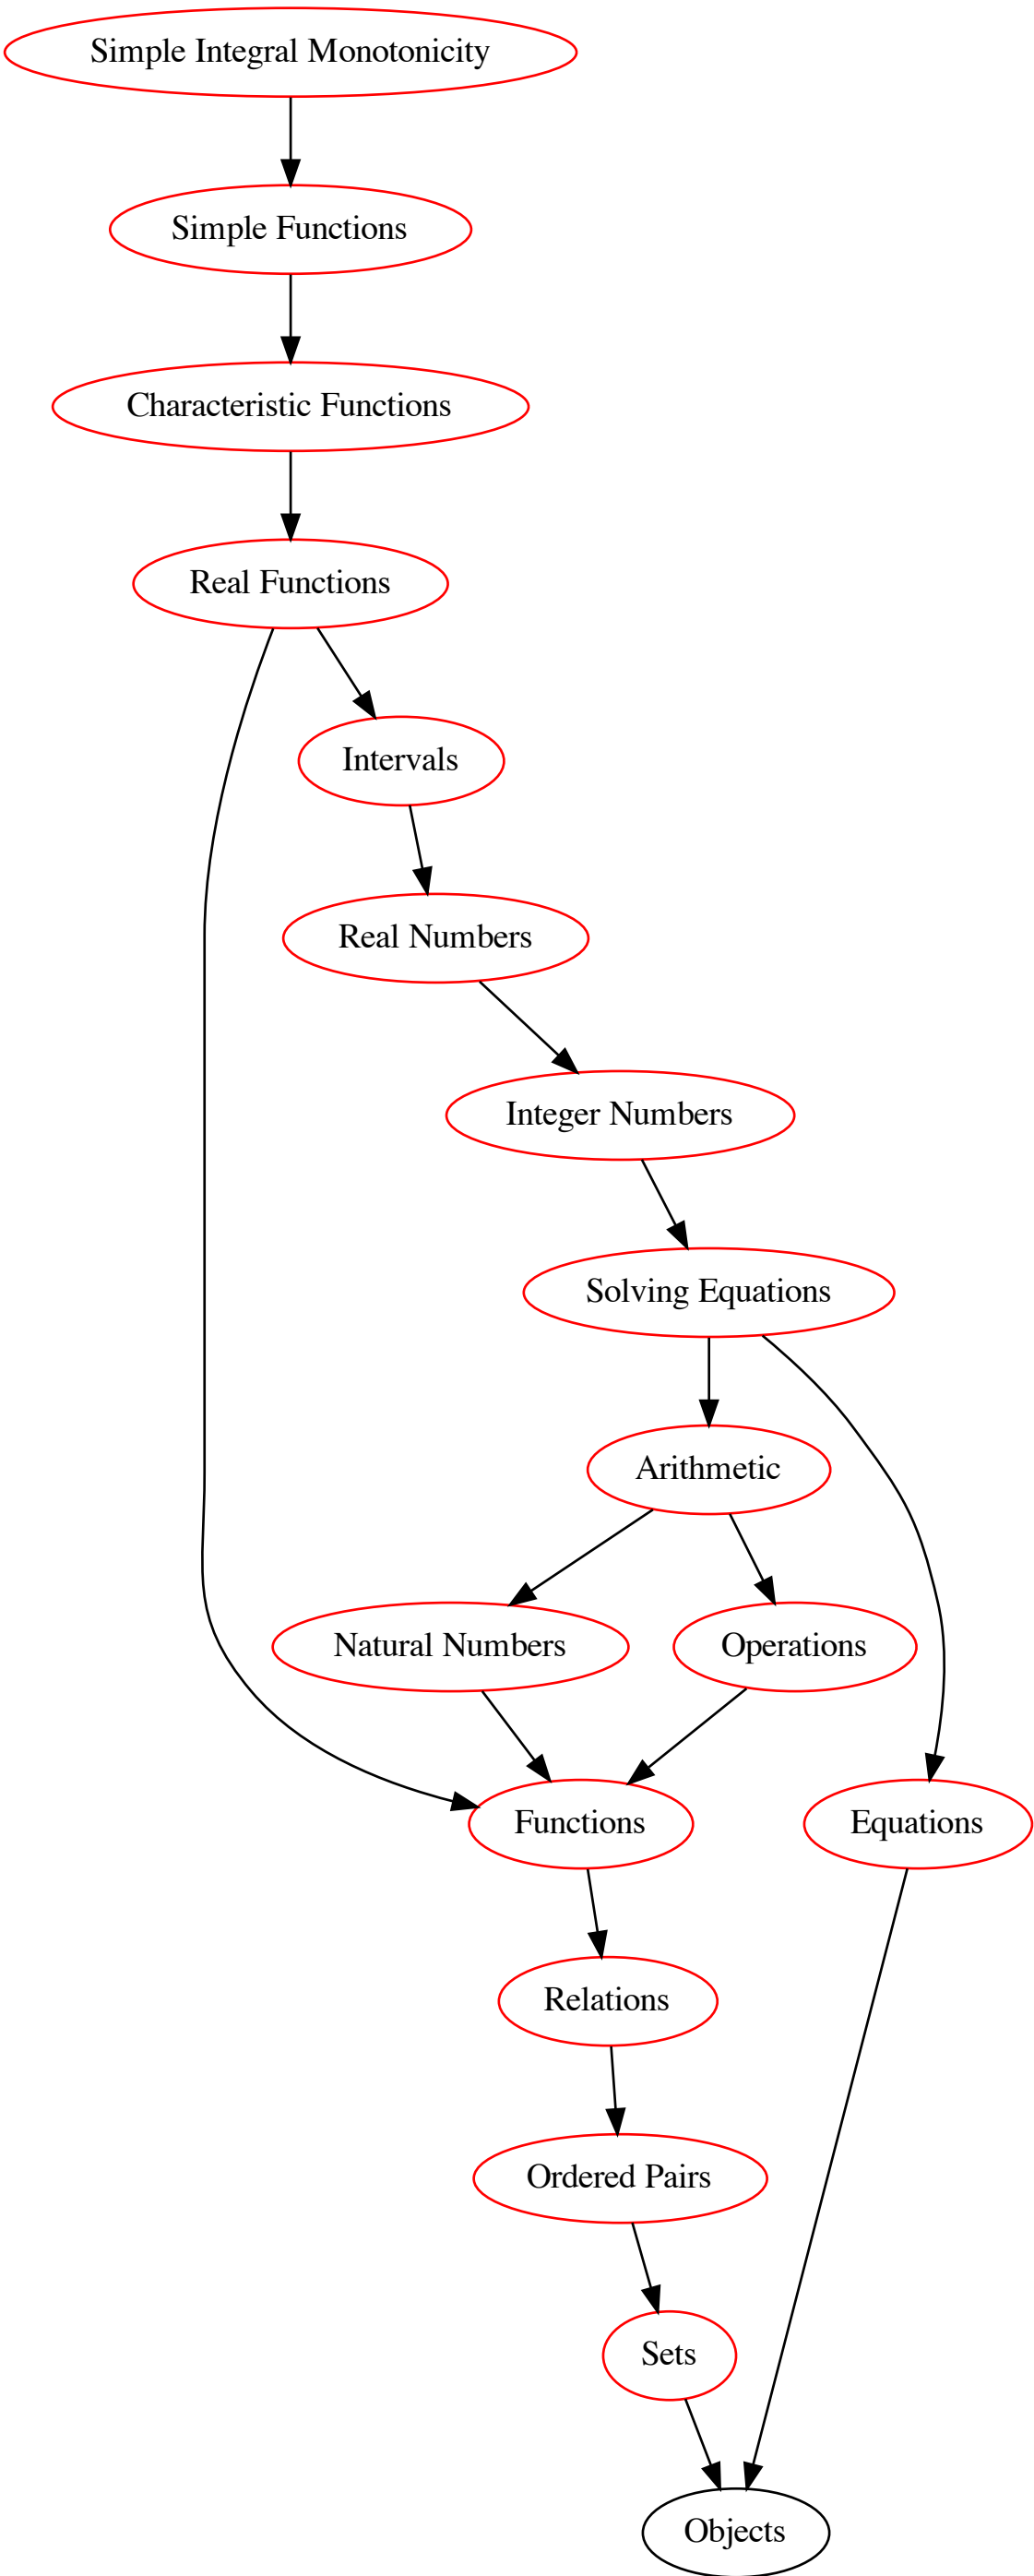 Simple Integral Monotonicity
Simple Functions
Characteristic Functions
Real Functions
Intervals
Real Numbers
Integer Numbers
Solving Equations
Arithmetic
Natural Numbers
Operations
Functions
Equations
Relations
Ordered Pairs
Sets
Objects